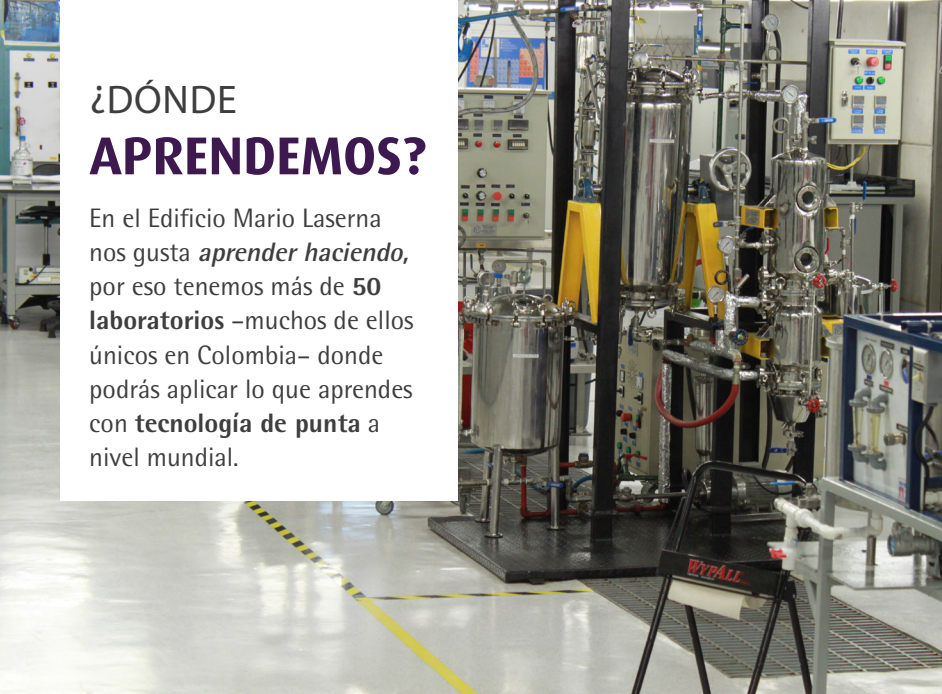 ¿DÓNDE
APRENDEMOS?
En el Edificio Mario Laserna
nos gusta aprender haciendo,
por eso tenemos más de 50
laboratorios –muchos de ellos
únicos en Colombia– donde
podrás aplicar lo que aprendes
con tecnología de punta a
nivel mundial.
WYPALL